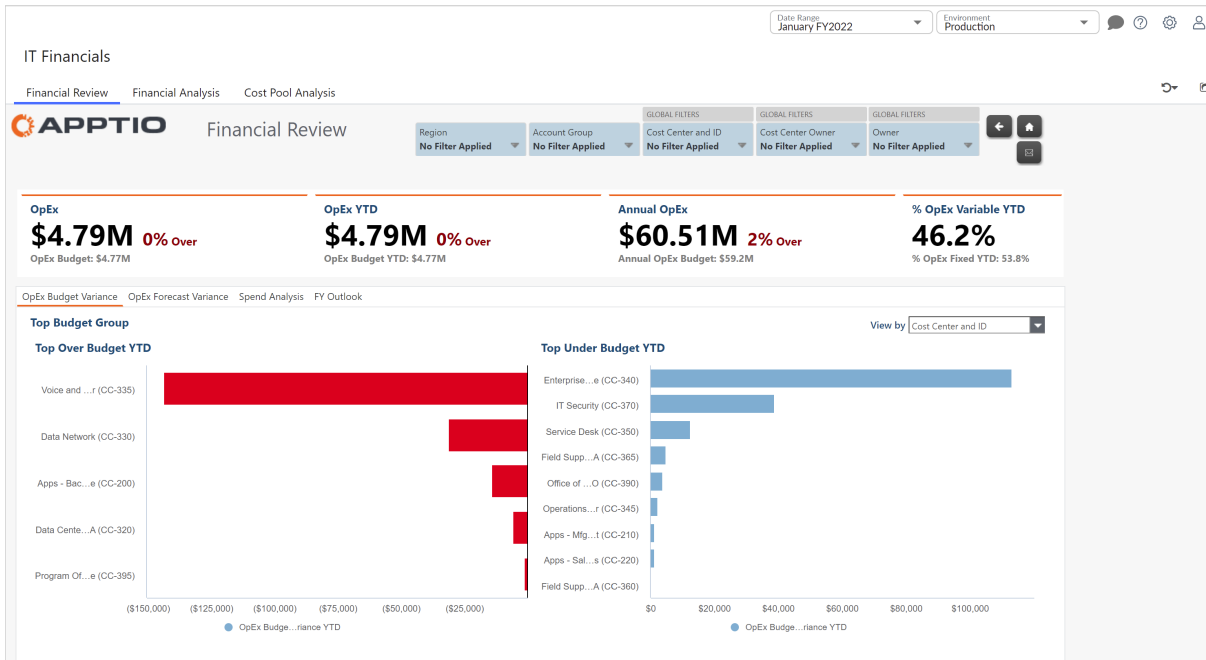 Date Range
January FY2022
Environment
Production
IT Financials
Financial Review Financial Analysis Cost Pool Analysis
APPTIO
Financial Review
GLOBAL FILTERS GLOBAL FILTERS GLOBAL FILTERS
Region Account Group Cost Center and ID Cost Center Owner Owner
No Filter Applied No Filter Applied No Filter Applied No Filter Applied No Filter Applied
OpEx OpEx YTD Annual OpEx % OpEx Variable YTD
$4.79M 0% Over $4.79M 0% Over $60.51M 2% Over 46.2%
OpEx Budget: $4.77M OpEx Budget YTD: $4.77M Annual OpEx Budget: $59.2M % OpEx Fixed YTD: 53.8%
OpEx Budget Variance OpEx Forecast Variance Spend Analysis FY Outlook
Top Budget Group
View by Cost Center and ID
Top Over Budget YTD
Voice and ...r (CC-335)
Data Network (CC-330)
Apps - Bac...e (CC-200)
Data Cente...A (CC-320)
Program Of...e (CC-395)
($150,000) ($125,000) ($100,000) ($75,000) ($50,000) ($25,000)
OpEx Budge...riance YTD
Top Under Budget YTD
Enterprise...e (CC-340)
IT Security (CC-370)
Service Desk (CC-350)
Field Supp...A (CC-365)
Office of ...O (CC-390)
Operations...r (CC-345)
Apps - Mfg...t (CC-210)
Apps - Sal...s (CC-220)
Field Supp...A (CC-360)
$0 $20,000 $40,000 $60,000 $80,000 $100,000
OpEx Budge...riance YTD